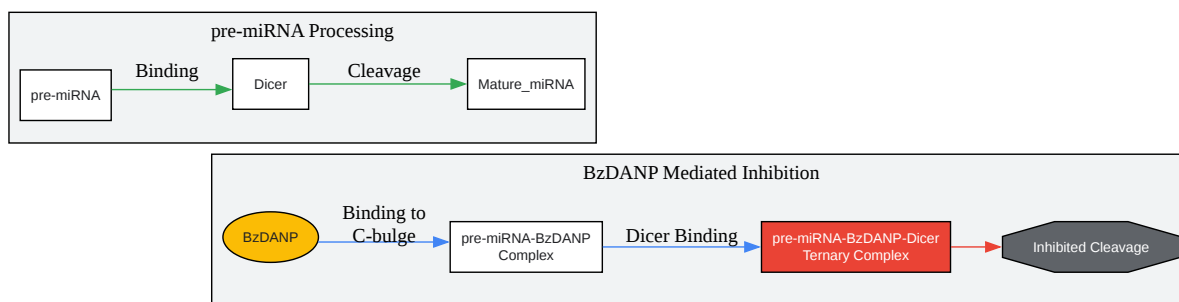 pre-miRNA Processing
pre-miRNA
Binding
Dicer
Cleavage
Mature_miRNA
BzDANP Mediated Inhibition
BzDANP
Binding to
C-bulge
pre-miRNA-BzDANP
Complex
Dicer Binding
pre-miRNA-BzDANP-Dicer
Ternary Complex
Inhibited Cleavage